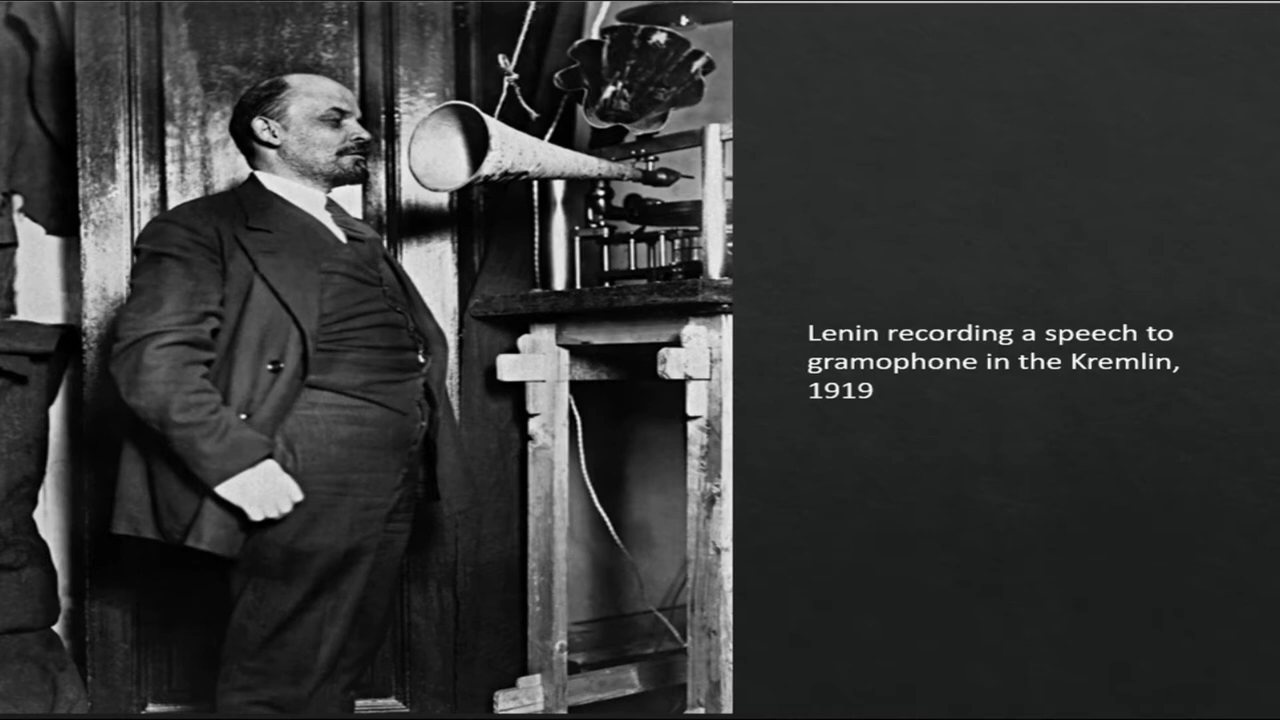 Lenin recording a speech to
gramophone in the Kremlin,
1919